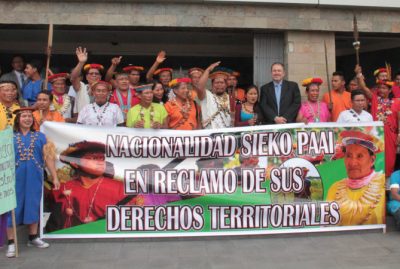 NACIONALIDAD SIEKO PAAI
EN RECLAMO DE SUS
DERECHOS TERRITORIALES